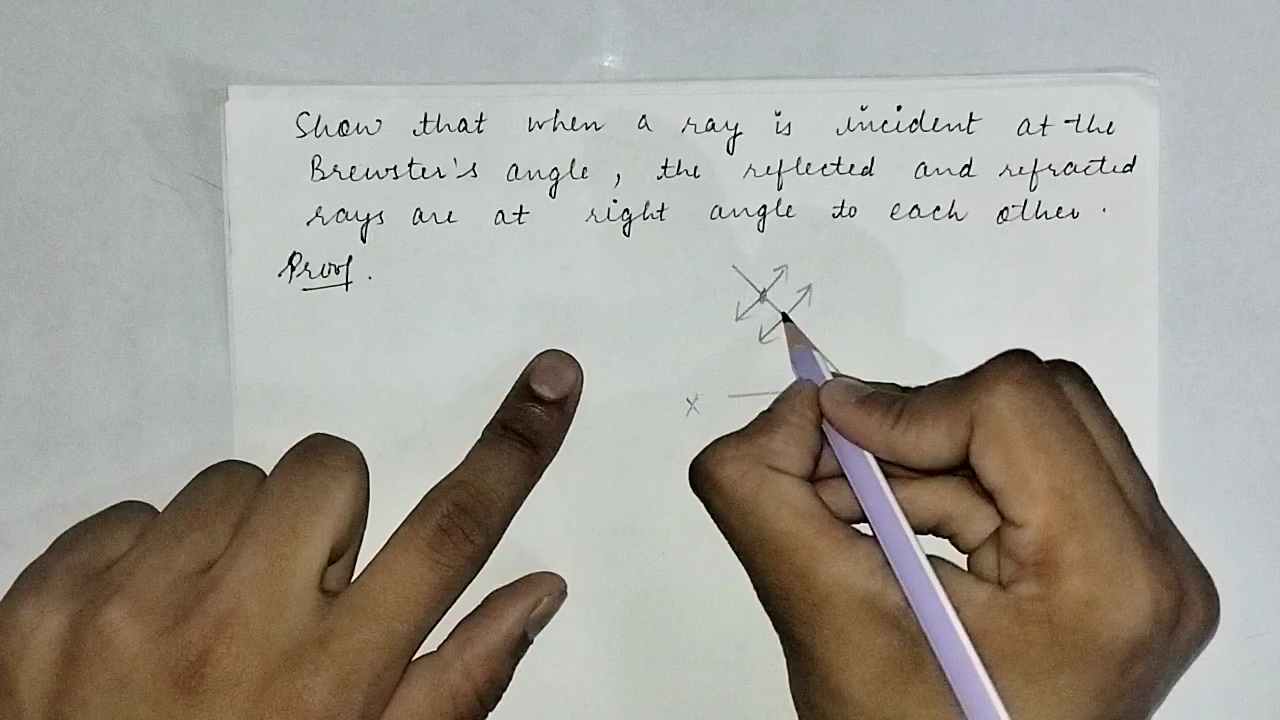 Show that when a ray is incident at the
Brewster's angle, the reflected and refracted
rays are at right angle to each other.
Proof.
X